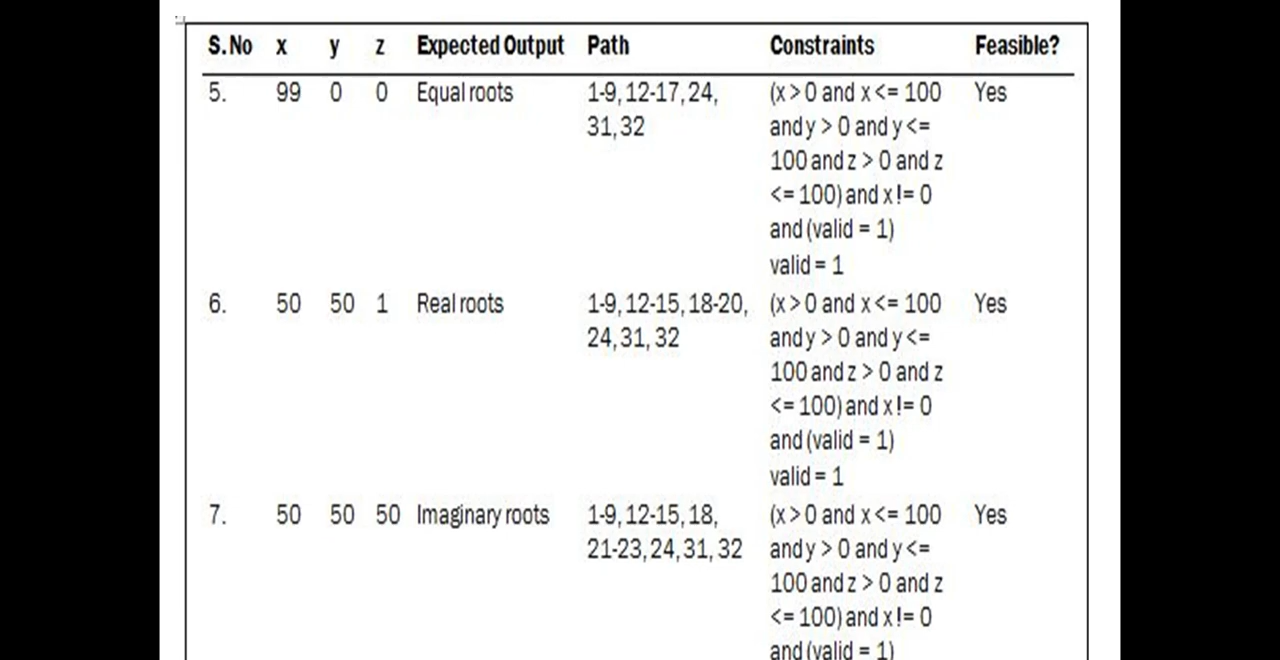 S.No x y z Expected Output Path Constraints Feasible?
5. 99 0 0 Equal roots 1-9, 12-17, 24, (x > 0 and x <= 100 Yes
31, 32 and y > 0 and y <=
100 and z > 0 and z
<= 100) and x != 0
and (valid = 1)
valid = 1
6. 50 50 1 Real roots 1-9, 12-15, 18-20, (x > 0 and x <= 100 Yes
24, 31, 32 and y > 0 and y <=
100 and z > 0 and z
<= 100) and x != 0
and (valid = 1)
valid = 1
7. 50 50 50 Imaginary roots 1-9, 12-15, 18, (x > 0 and x <= 100 Yes
21-23, 24, 31, 32 and y > 0 and y <=
100 and z > 0 and z
<= 100) and x != 0
and (valid = 1)